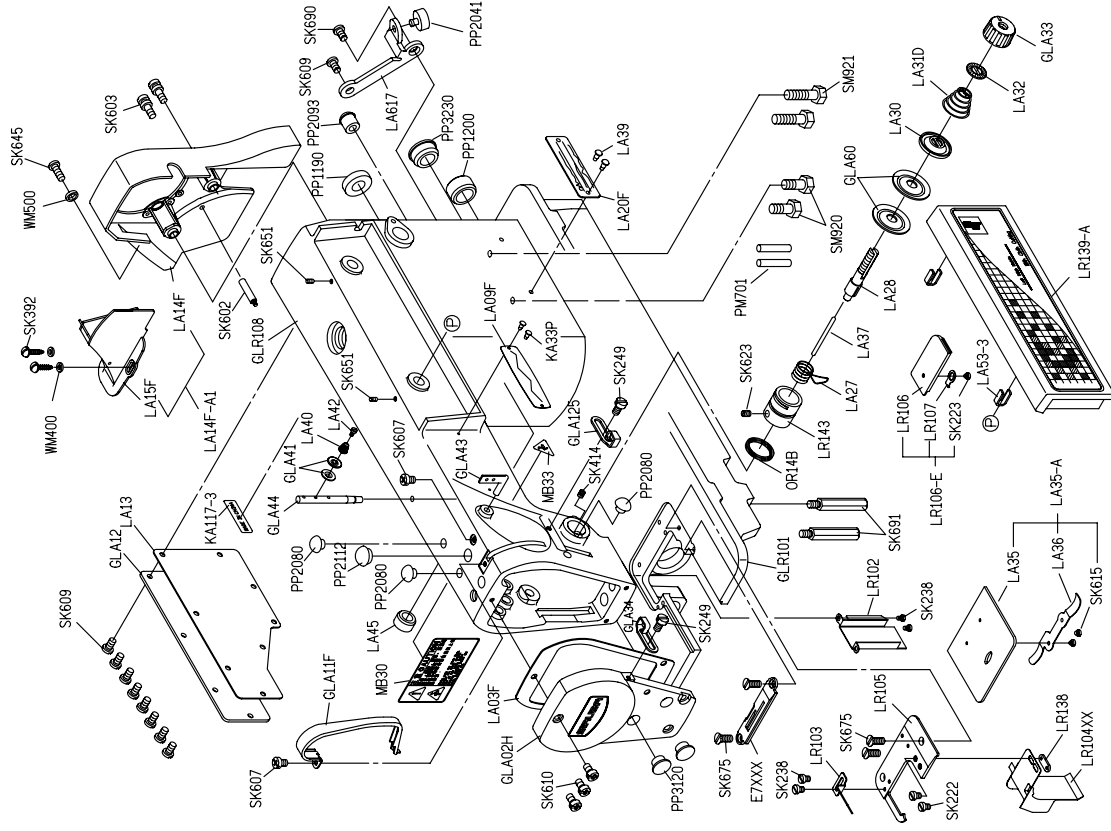 SK609
GLA12
LA13
KA117-3
GLA44
GLA41
LA40
LA42
LA14F-A1
LA15F
WM400
SK392
LA14F
SK602
GLR108
SK651
WM500
SK645
SK603
SK609
SK690
PP2041
LA617
PP2093
PP1190
PP3230
PP1200
SK607
GLA11F
PP2080
PP2112
PP2080
LA45
MB30
SK607
GLA43
SK651
P
LA09F
KA33P
LA39
LA20F
SM921
SM920
PM701
MB33
GLA125
SK249
SK414
PP2080
GLA02H
LA03F
SK610
PP3120
GLA34
SK249
GLR101
SK691
OR14B
LR143
SK623
LA27
LA37
LA28
GLA60
LA30
LA31D
LA32
GLA33
SK675
E7XXX
LR102
SK238
SK238
LR103
SK675
LR105
SK222
LR138
LR104XX
LA35-A
LA35
LA36
SK615
LR106-E
LR106
LR107
SK223
P
LA53-3
LR139-A